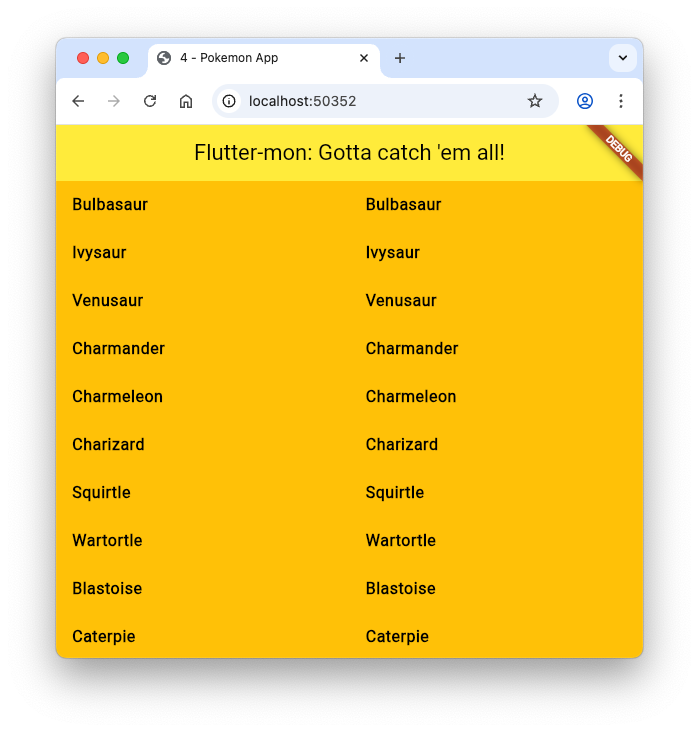 4 - Pokemon App
localhost:50352
Flutter-mon: Gotta catch 'em all!
DEBUG
Bulbasaur Bulbasaur
Ivysaur Ivysaur
Venusaur Venusaur
Charmander Charmander
Charmeleon Charmeleon
Charizard Charizard
Squirtle Squirtle
Wartortle Wartortle
Blastoise Blastoise
Caterpie Caterpie